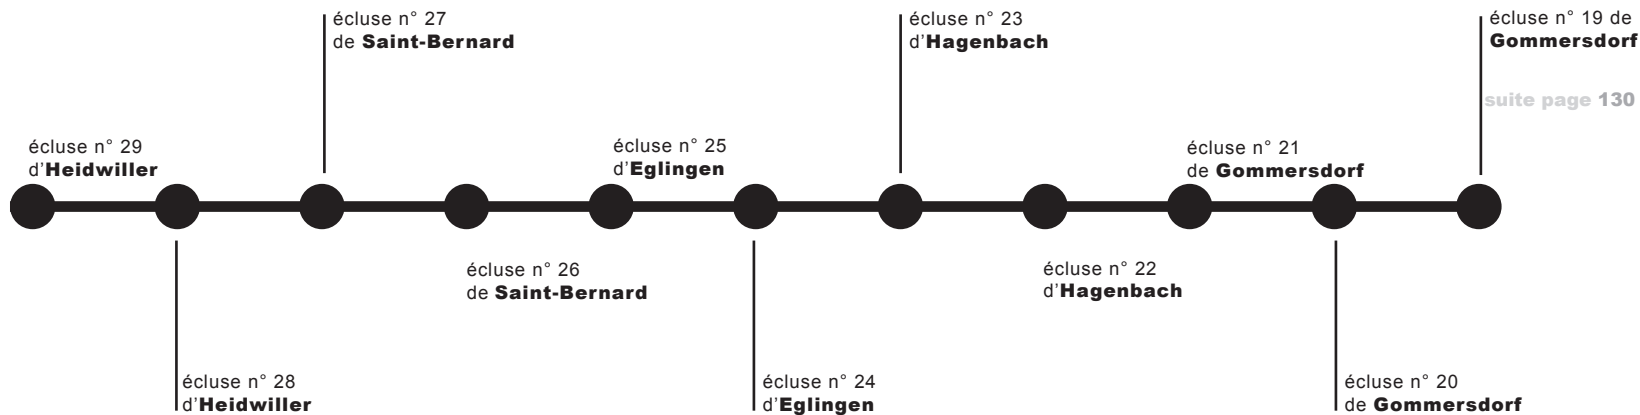 écluse n° 27
de Saint-Bernard
écluse n° 23
d'Hagenbach
écluse n° 19 de
Gommersdorf
suite page 130
écluse n° 29
d'Heidwiller
écluse n° 25
d'Eglingen
écluse n° 21
de Gommersdorf
écluse n° 26
de Saint-Bernard
écluse n° 22
d'Hagenbach
écluse n° 28
d'Heidwiller
écluse n° 24
d'Eglingen
écluse n° 20
de Gommersdorf